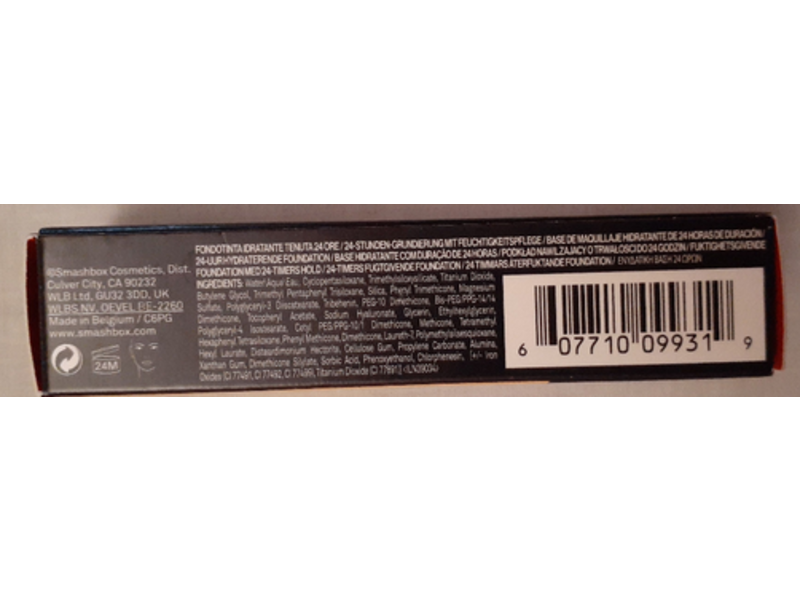 ©Smashbox Cosmetics, Dist.
Culver City, CA 90232
WLB Ltd, GU32 3DD, UK
WLBS NV, OEVEL BE-2260
Made in Belgium / C6PG
www.smashbox.com
24M
FONDOTINTA IDRATANTE TENUTA 24 ORE / 24-STUNDEN-GRUNDIERUNG MIT FEUCHTIGKEITSPFLEGE / BASE DE MAQUILLAJE HIDRATANTE DE 24 HORAS DE DURACIÓN /
24-UUR-HYDRATERENDE FOUNDATION / BASE HIDRATANTE COM DURAÇÃO DE 24 HORAS / PODKŁAD NAWILŻAJĄCY O TRWAŁOŚCI DO 24 GODZIN / FUKTIGHETSGIVENDE
FOUNDATION MED 24-TIMERS HOLD / 24-TIMERS FUGTGIVENDE FOUNDATION / 24 TIMMARS ÅTERFUKTANDE FOUNDATION / ΕΝΥΔΑΤΙΚΗ ΒΑΣΗ 24 ΩΡΩΝ
INGREDIENTS: Water\Aqua\Eau, Cyclopentasiloxane, Trimethylsiloxysilicate, Titanium Dioxide,
Butylene Glycol, Trimethyl Pentaphenyl Trisiloxane, Silica, Phenyl Trimethicone, Magnesium
Sulfate, Polyglyceryl-3 Diisostearate, Tribehenin, PEG-10 Dimethicone, Bis-PEG/PPG-14/14
Dimethicone, Tocopheryl Acetate, Sodium Hyaluronate, Glycerin, Ethylhexylglycerin,
Polyglyceryl-4 Isostearate, Cetyl PEG/PPG-10/1 Dimethicone, Methicone, Tetramethyl
Hexaphenyl Tetrasiloxane, Phenyl Methicone, Dimethicone, Laureth-7, Polymethylsilsesquioxane,
Hexyl Laurate, Disteardimonium Hectorite, Cellulose Gum, Propylene Carbonate, Alumina,
Xanthan Gum, Dimethicone Silylate, Sorbic Acid, Phenoxyethanol, Chlorphenesin, [+/- Iron
Oxides (CI 77491, CI 77492, CI 77499), Titanium Dioxide (CI 77891)] <ILN39034>
6 07710 09931 9